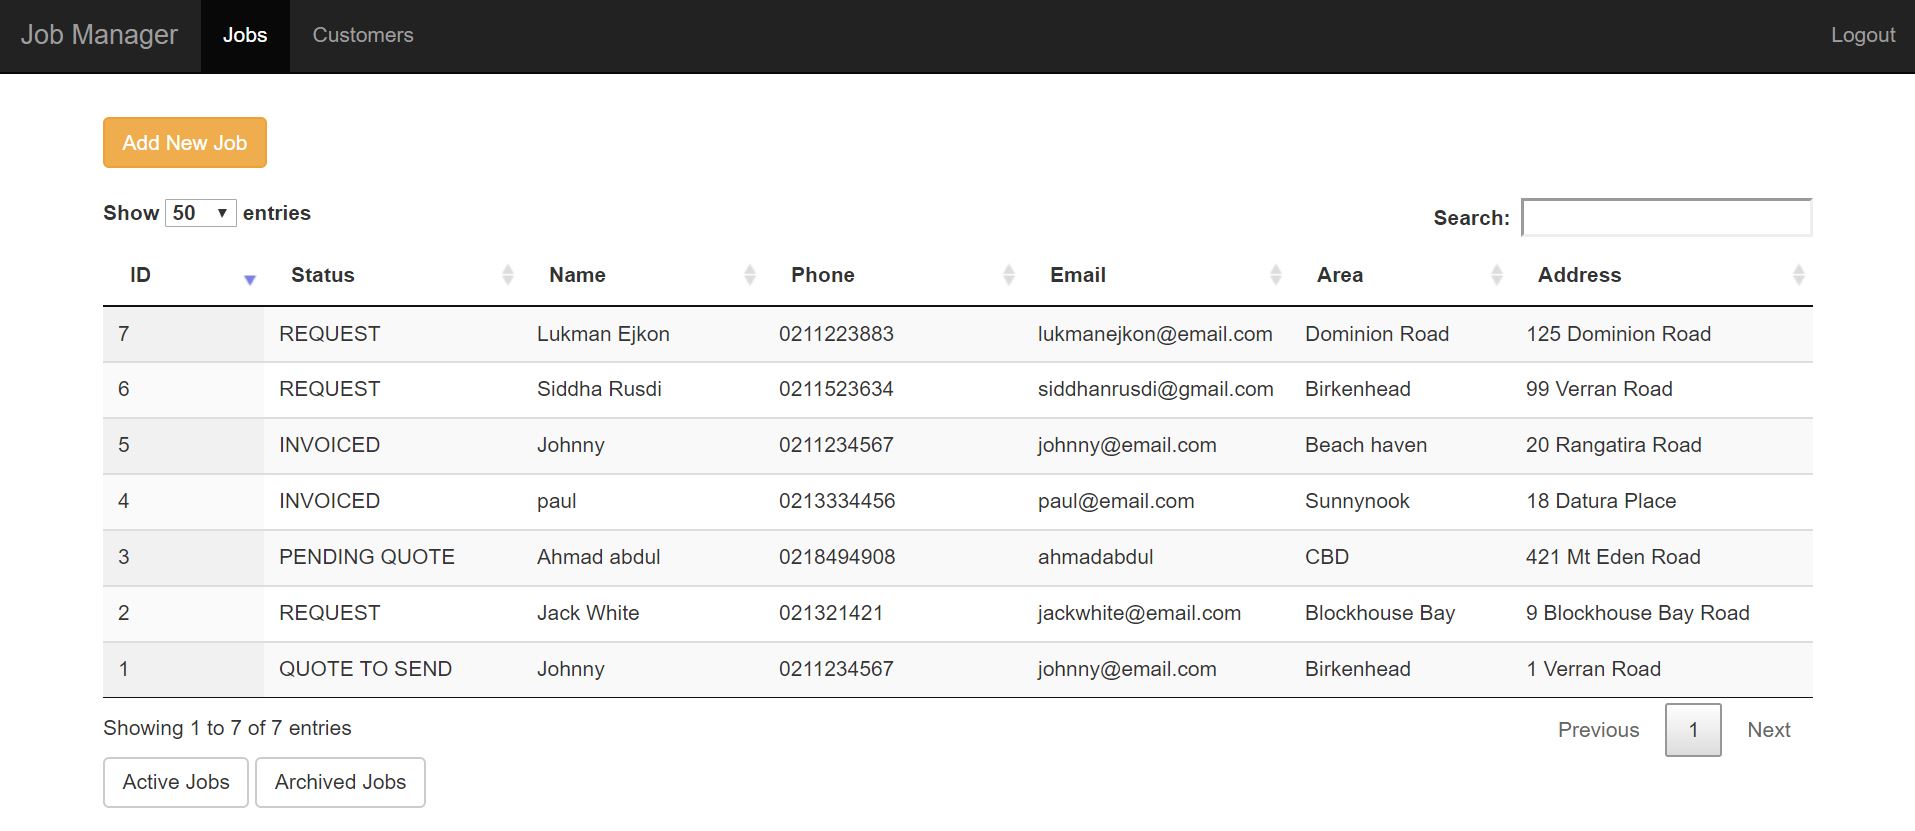 Job Manager Jobs Customers Logout
Add New Job
Show 50 entries Search:
ID Status Name Phone Email Area Address
7 REQUEST Lukman Ejkon 0211223883 lukmanejkon@email.com Dominion Road 125 Dominion Road
6 REQUEST Siddha Rusdi 0211523634 siddhanrusdi@gmail.com Birkenhead 99 Verran Road
5 INVOICED Johnny 0211234567 johnny@email.com Beach haven 20 Rangatira Road
4 INVOICED paul 0213334456 paul@email.com Sunnynook 18 Datura Place
3 PENDING QUOTE Ahmad abdul 0218494908 ahmadabdul CBD 421 Mt Eden Road
2 REQUEST Jack White 021321421 jackwhite@email.com Blockhouse Bay 9 Blockhouse Bay Road
1 QUOTE TO SEND Johnny 0211234567 johnny@email.com Birkenhead 1 Verran Road
Showing 1 to 7 of 7 entries Previous 1 Next
Active Jobs Archived Jobs